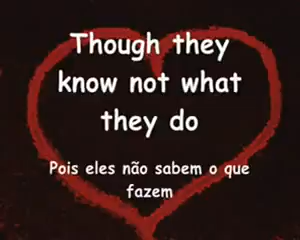 Though they
know not what
they do
Pois eles não sabem o que
fazem